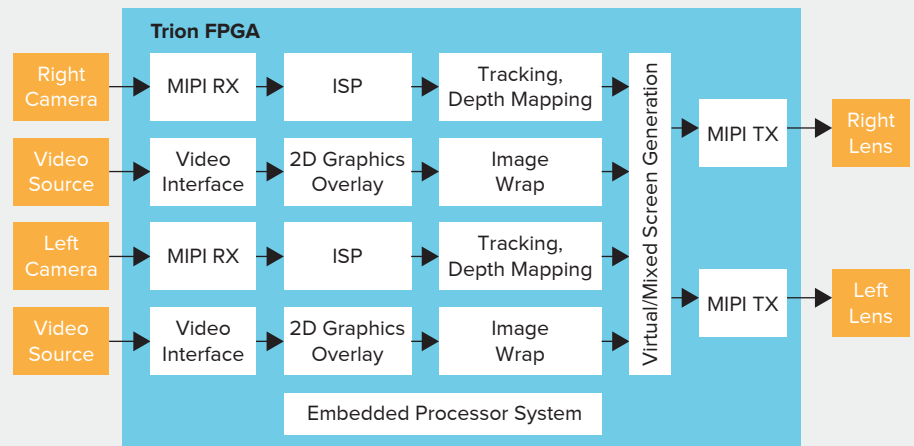 Trion FPGA
Right
Camera
MIPI RX
ISP
Tracking,
Depth Mapping
Video
Source
Video
Interface
2D Graphics
Overlay
Image
Wrap
Left
Camera
MIPI RX
ISP
Tracking,
Depth Mapping
Video
Source
Video
Interface
2D Graphics
Overlay
Image
Wrap
Virtual/Mixed Screen Generation
MIPI TX
Right
Lens
MIPI TX
Left
Lens
Embedded Processor System